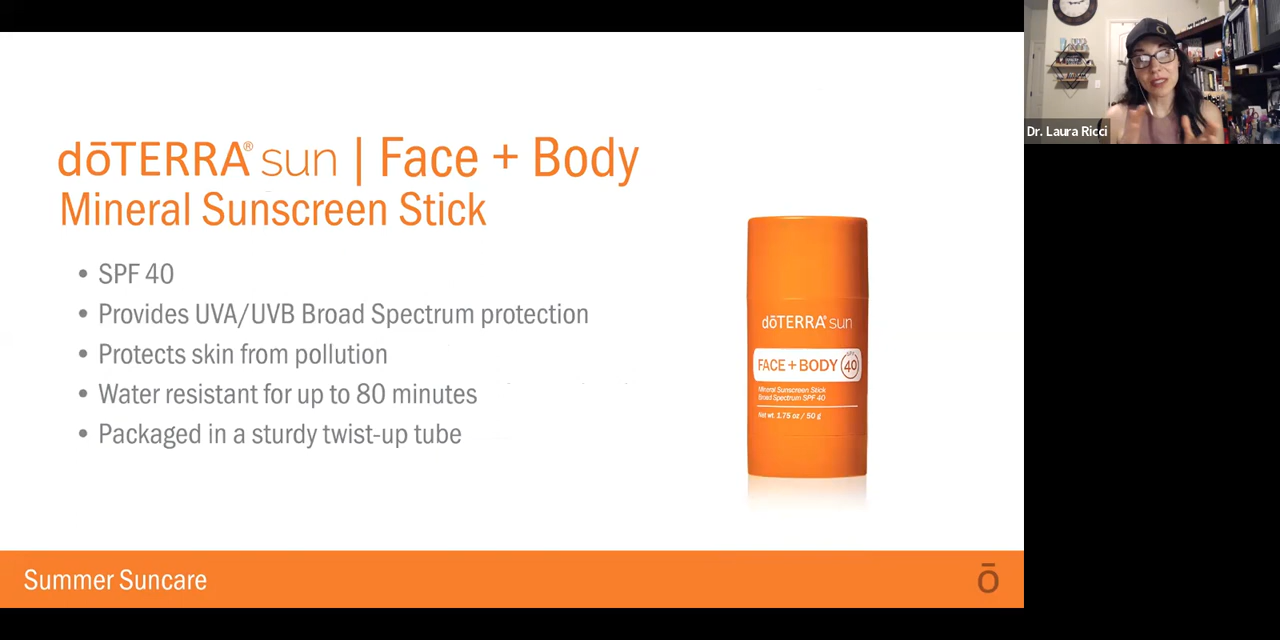 dōTERRA® sun | Face + Body
Mineral Sunscreen Stick
• SPF 40
• Provides UVA/UVB Broad Spectrum protection
• Protects skin from pollution
• Water resistant for up to 80 minutes
• Packaged in a sturdy twist-up tube
dōTERRA® sun
FACE + BODY SPF 40
Mineral Sunscreen Stick
Broad Spectrum SPF 40
Net wt. 1.75 oz / 50 g
Summer Suncare
ō
Dr. Laura Ricci